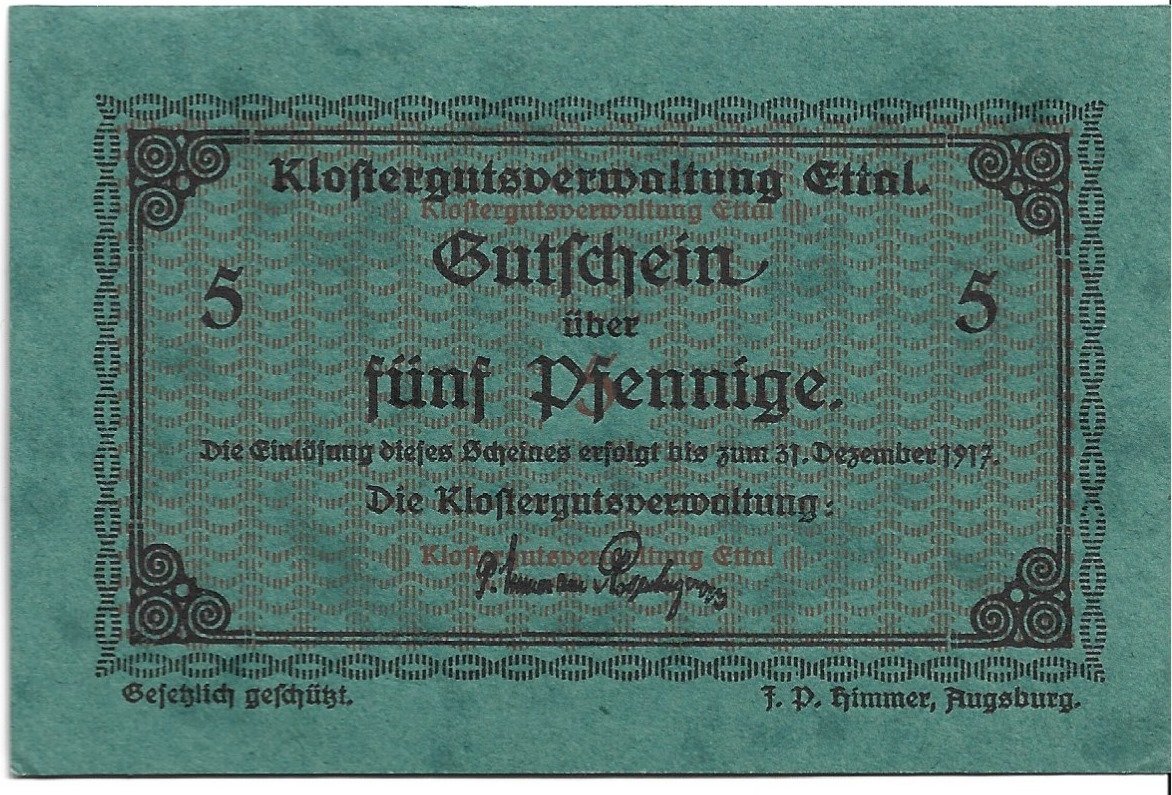 Klostergutsverwaltung Ettal.
Klostergutsverwaltung Ettal
Gutschein
5 5
über
fünf Pfennige.
5
Die Einlösung dieses Scheines erfolgt bis zum 31. Dezember 1917.
Die Klostergutsverwaltung:
Klostergutsverwaltung Ettal
Gesetzlich geschützt.
J. P. Himmer, Augsburg.